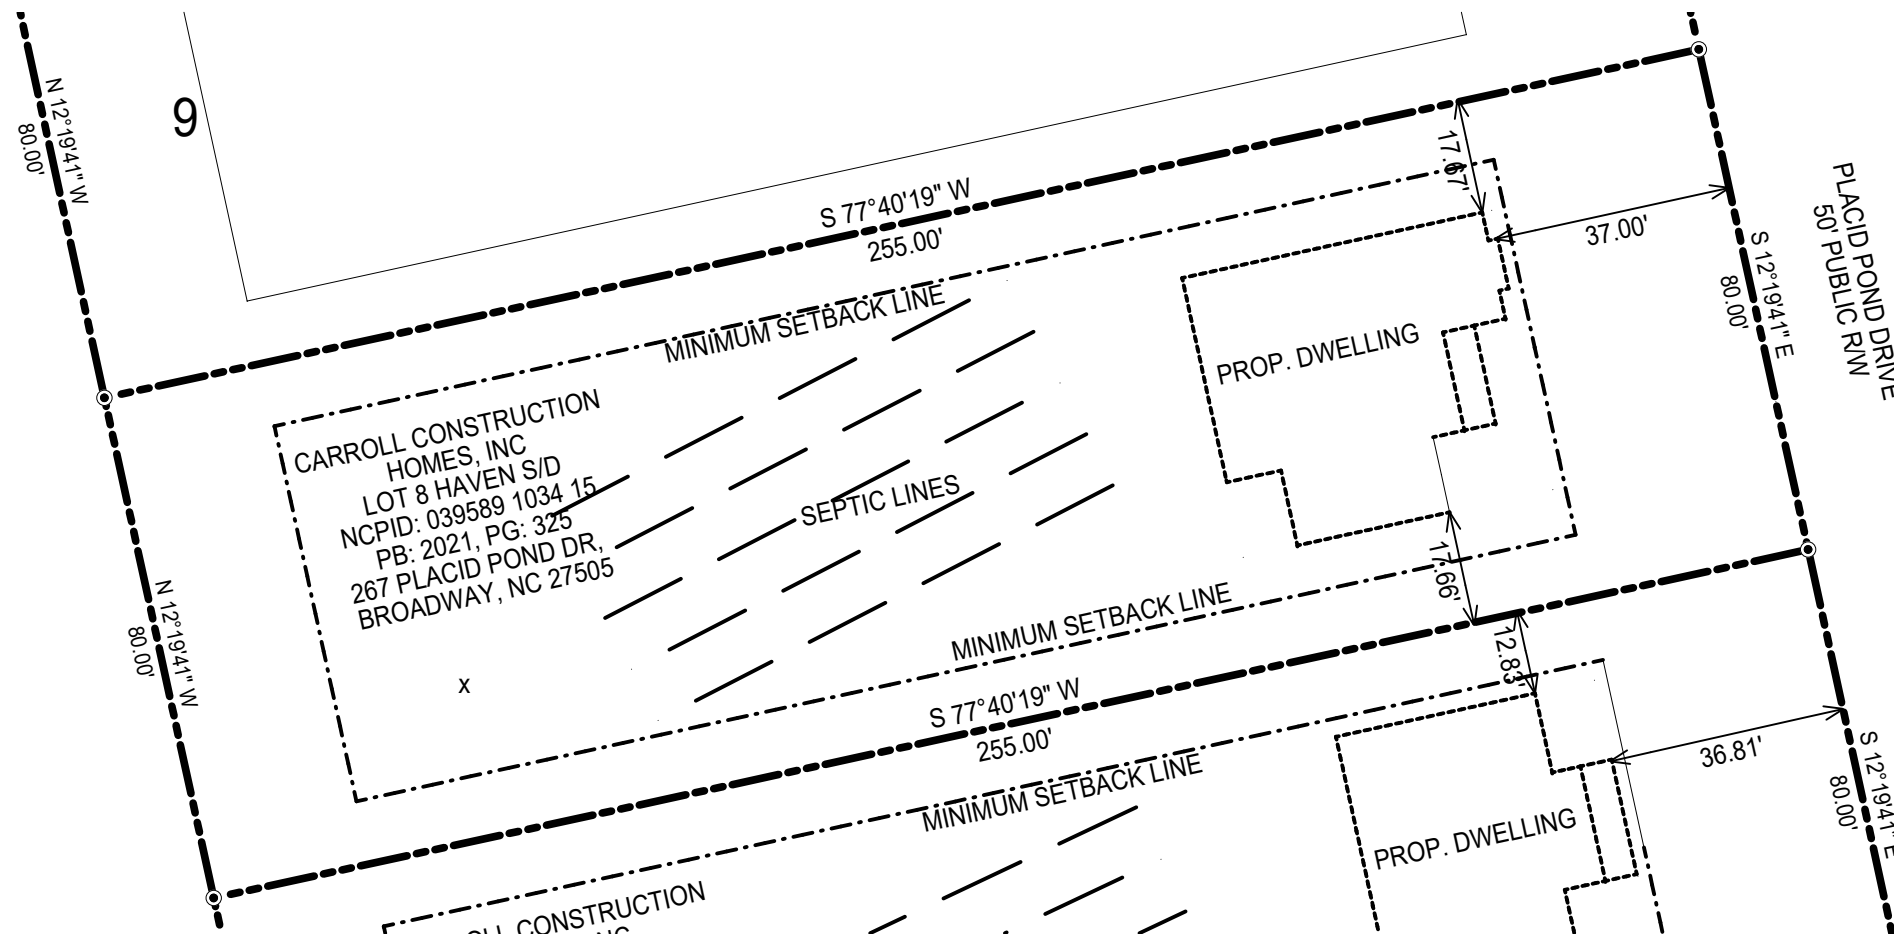 9
N 12°19'41" W
80.00'
S 77°40'19" W
255.00'
17.67'
37.00'
S 12°19'41" E
80.00'
PLACID POND DRIVE
50' PUBLIC R/W
MINIMUM SETBACK LINE
PROP. DWELLING
CARROLL CONSTRUCTION
HOMES, INC
LOT 8 HAVEN S/D
NCPID: 039589 1034 15
PB: 2021, PG: 325
267 PLACID POND DR,
BROADWAY, NC 27505
SEPTIC LINES
17.66'
N 12°19'41" W
80.00'
x
MINIMUM SETBACK LINE
S 77°40'19" W
255.00'
12.83'
36.81'
S 12°19'41" E
80.00'
MINIMUM SETBACK LINE
PROP. DWELLING
CONSTRUCTION